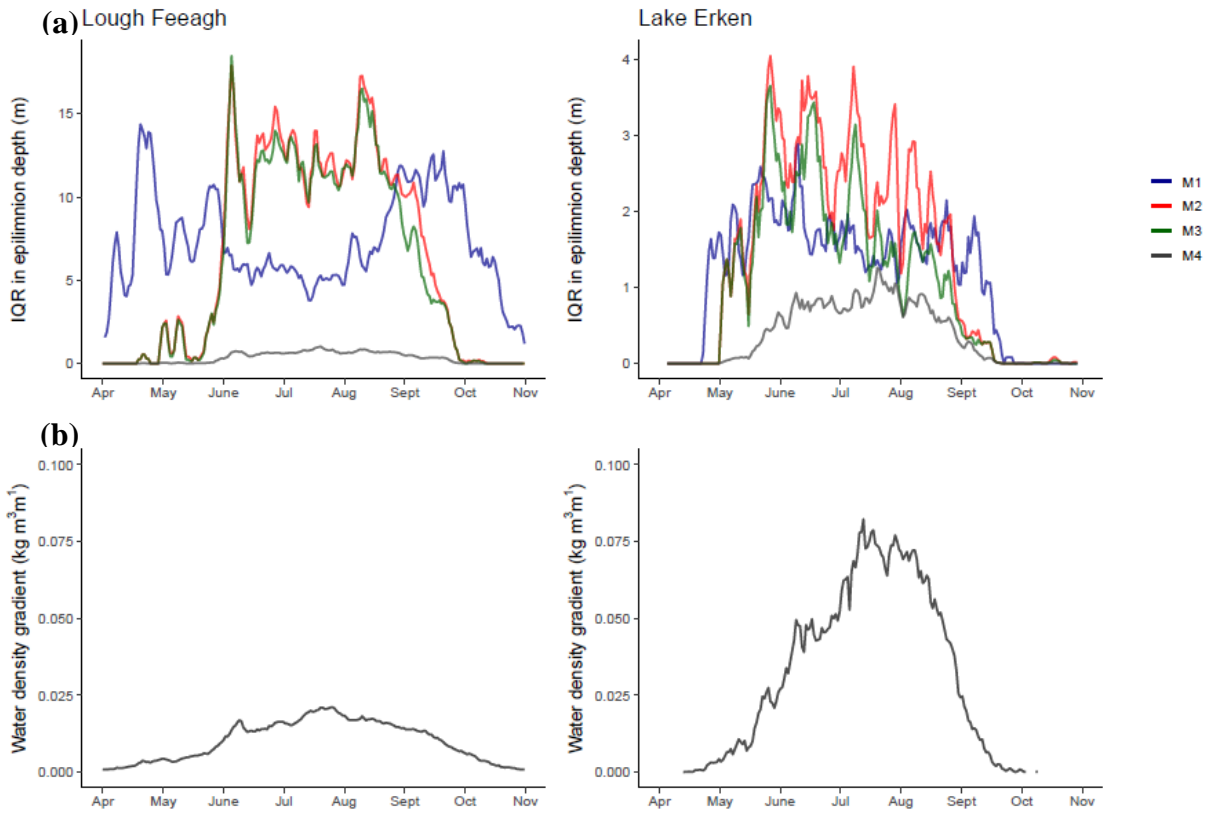 (a) Lough Feeagh
Lake Erken
IQR in epilimnion depth (m)
15
10
5
0
Apr May June Jul Aug Sept Oct Nov
IQR in epilimnion depth (m)
4
3
2
1
0
Apr May June Jul Aug Sept Oct Nov
M1
M2
M3
M4
(b)
Water density gradient (kg m³m¹)
0.100
0.075
0.050
0.025
0.000
Apr May June Jul Aug Sept Oct Nov
Water density gradient (kg m³m¹)
0.100
0.075
0.050
0.025
0.000
Apr May June Jul Aug Sept Oct Nov